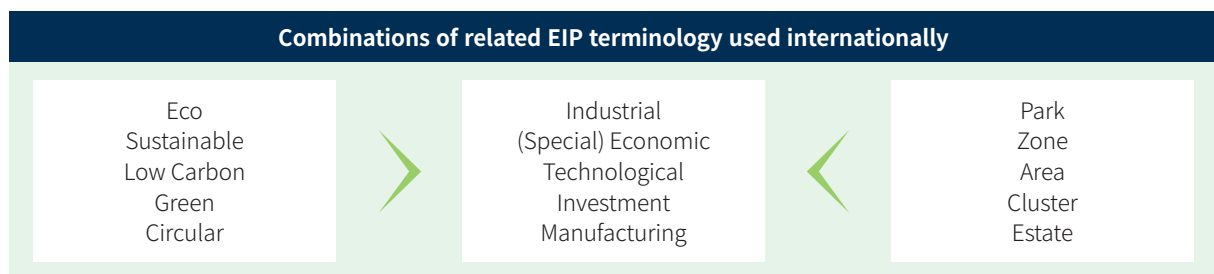 Combinations of related EIP terminology used internationally
Eco
Sustainable
Low Carbon
Green
Circular
Industrial
(Special) Economic
Technological
Investment
Manufacturing
Park
Zone
Area
Cluster
Estate